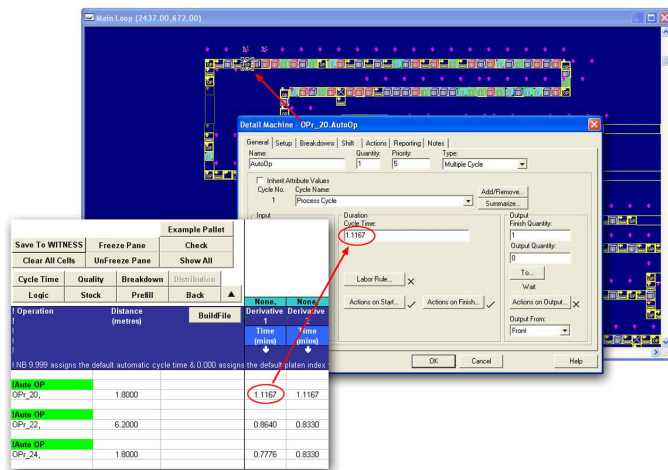 Main Loop (2437.00,672.00)
Detail Machine - OPr_20.AutoOp
General Setup Breakdowns Shift Actions Reporting Notes
Name: Quantity: Priority: Type:
AutoOp 1 5 Multiple Cycle
Inherit Attribute Values
Cycle No. Cycle Name:
1 Process Cycle
Add/Remove...
Summarize...
Input
Duration
Cycle Time:
1.1167
Labor Rule...
Actions on Start...
Actions on Finish...
Output
Finish Quantity:
1
Output Quantity:
0
To...
Wait
Actions on Output...
Output From:
Front
OK Cancel Help
Example Pallet
Save To WITNESS Freeze Pane Check
Clear All Cells UnFreeze Pane Show All
Cycle Time Quality Breakdown Distribution
Logic Stock Prefill Back
None, None,
! Operation Distance BuildFile Derivative Derivative
(metres) 1 2
Time Time
(mins) (mins)
! NB 9.999 assigns the default automatic cycle time & 0.000 assigns the default platen index
!Auto OP
OPr_20, 1.8000 1.1167 1.1167
!Auto OP
OPr_22, 6.2000 0.8640 0.8330
!Auto OP
OPr_24, 1.8000 0.7776 0.8330